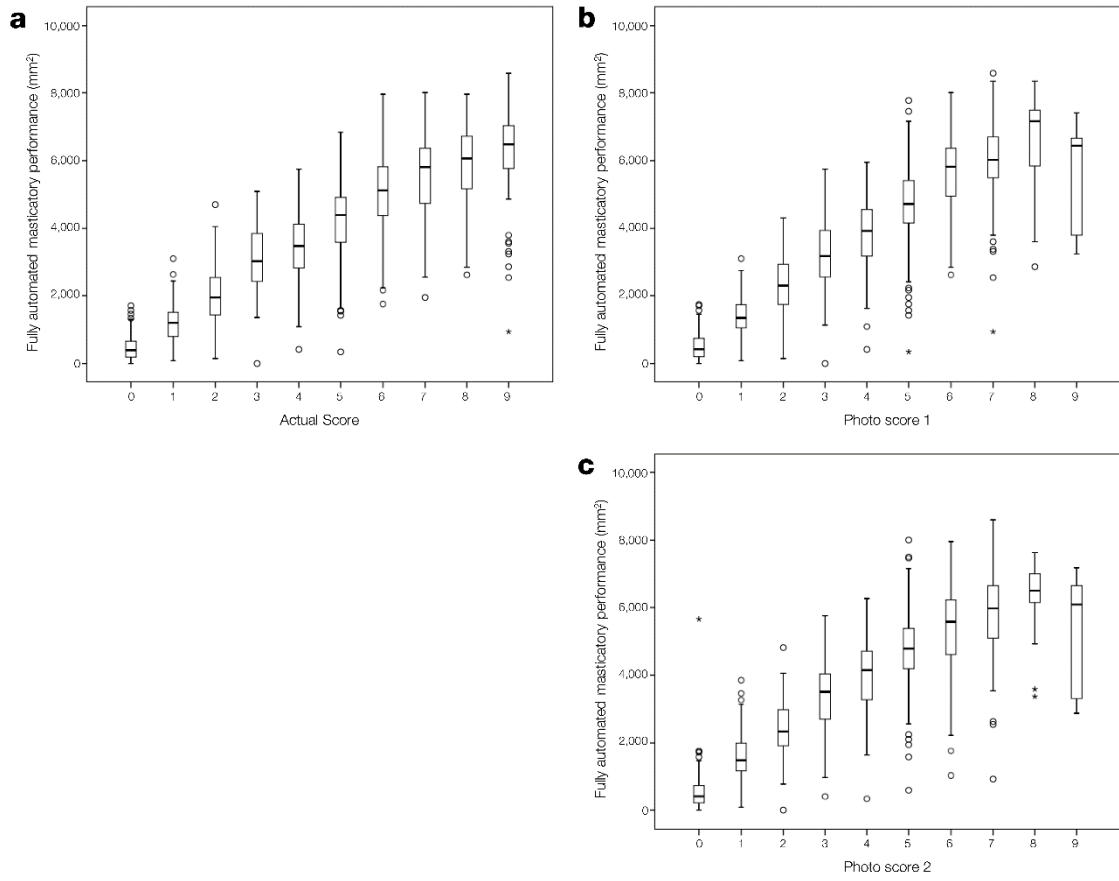 a
Fully automated masticatory performance (mm²)
10,000
8,000
6,000
4,000
2,000
0
0 1 2 3 4 5 6 7 8 9
Actual Score
b
Fully automated masticatory performance (mm²)
10,000
8,000
6,000
4,000
2,000
0
0 1 2 3 4 5 6 7 8 9
Photo score 1
c
Fully automated masticatory performance (mm²)
10,000
8,000
6,000
4,000
2,000
0
0 1 2 3 4 5 6 7 8 9
Photo score 2